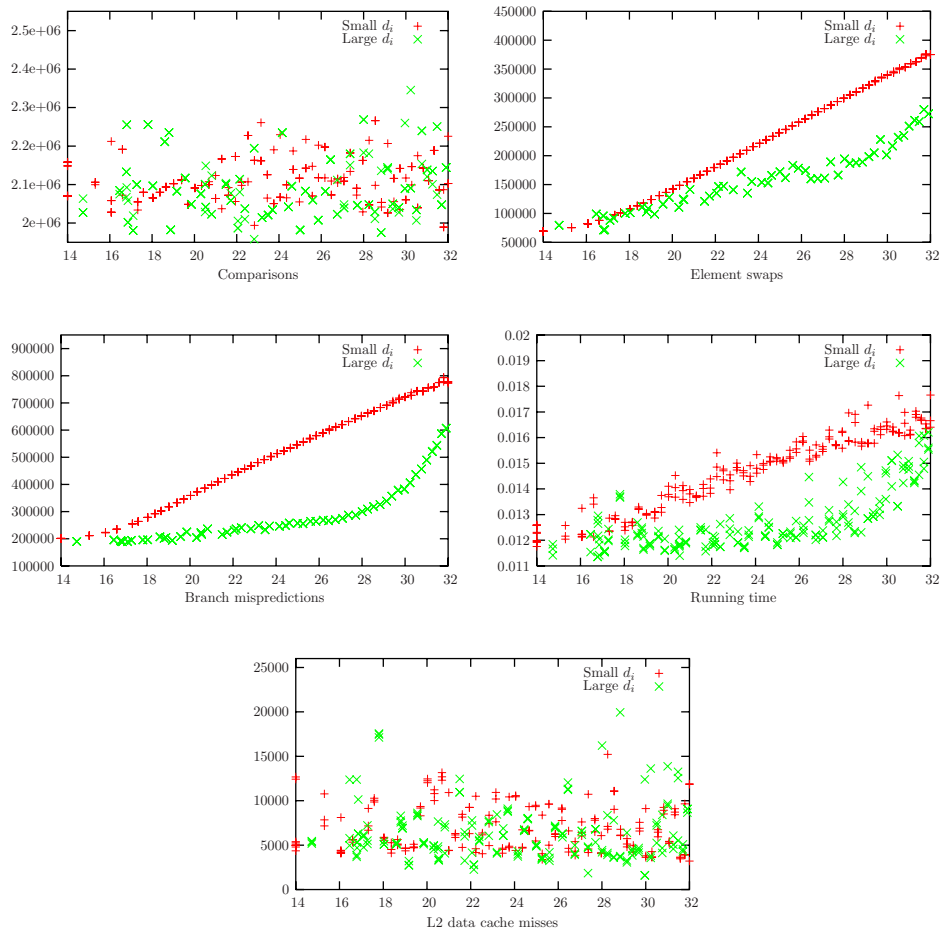 2.5e+06
2.4e+06
2.3e+06
2.2e+06
2.1e+06
2e+06
14 16 18 20 22 24 26 28 30 32
Small d_i
Large d_i
Comparisons
450000
400000
350000
300000
250000
200000
150000
100000
50000
14 16 18 20 22 24 26 28 30 32
Small d_i
Large d_i
Element swaps
900000
800000
700000
600000
500000
400000
300000
200000
100000
14 16 18 20 22 24 26 28 30 32
Small d_i
Large d_i
Branch mispredictions
0.02
0.019
0.018
0.017
0.016
0.015
0.014
0.013
0.012
0.011
14 16 18 20 22 24 26 28 30 32
Small d_i
Large d_i
Running time
25000
20000
15000
10000
5000
0
14 16 18 20 22 24 26 28 30 32
Small d_i
Large d_i
L2 data cache misses